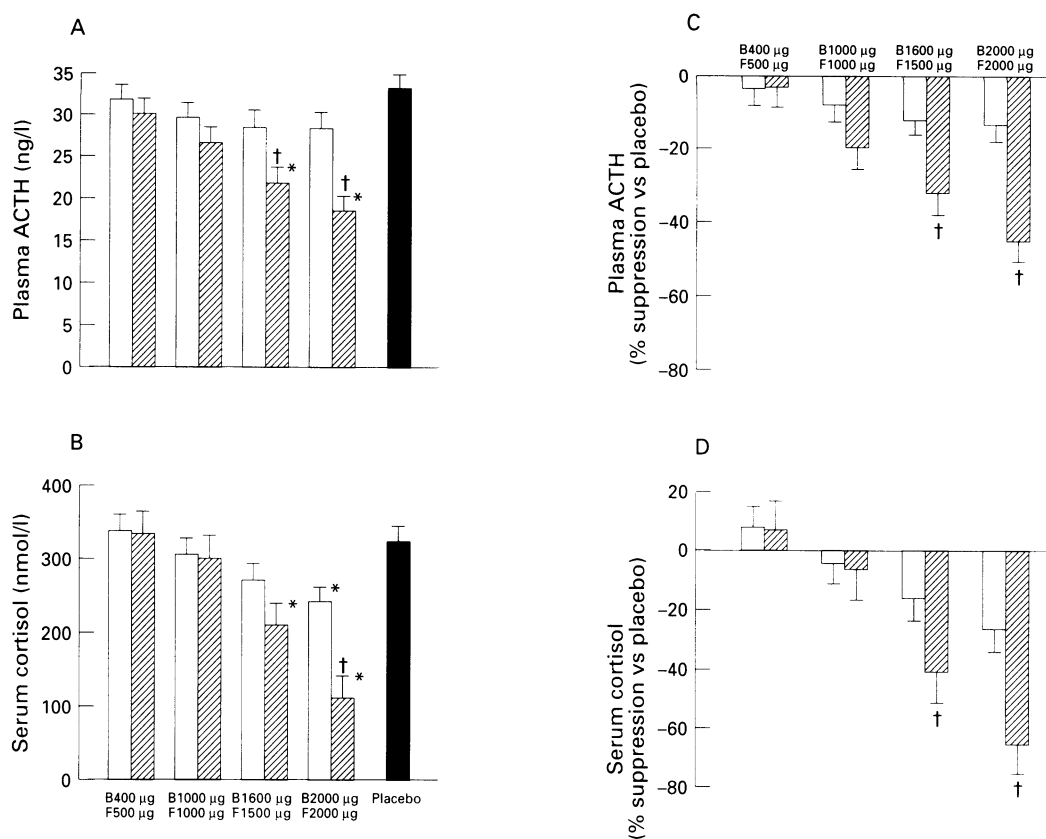 A
Plasma ACTH (ng/l)
35
30
25
20
15
10
5
0
†
*
†
*
B
Serum cortisol (nmol/l)
400
300
200
100
0
*
*
†
*
B400 µg
F500 µg
B1000 µg
F1000 µg
B1600 µg
F1500 µg
B2000 µg
F2000 µg
Placebo
C
B400 µg
F500 µg
B1000 µg
F1000 µg
B1600 µg
F1500 µg
B2000 µg
F2000 µg
Plasma ACTH
(% suppression vs placebo)
0
−20
−40
−60
−80
†
†
D
Serum cortisol
(% suppression vs placebo)
20
0
−20
−40
−60
−80
†
†